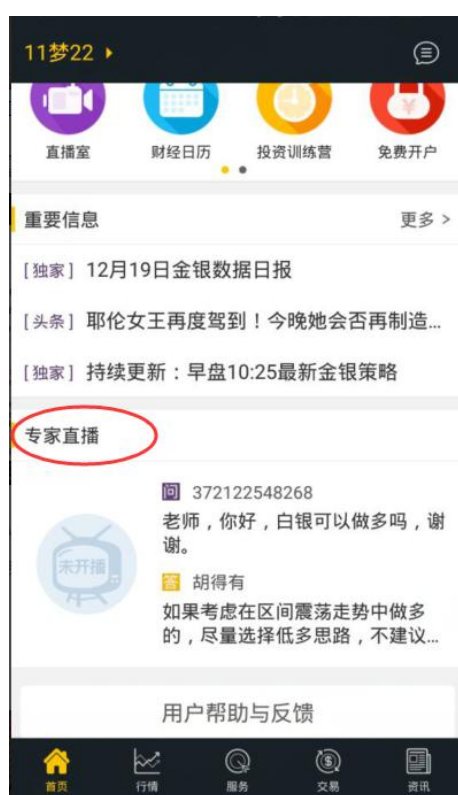 11梦22
直播室 财经日历 投资训练营 免费开户
重要信息 更多 >
[独家] 12月19日金银数据日报
[头条] 耶伦女王再度驾到！今晚她会否再制造...
[独家] 持续更新：早盘10:25最新金银策略
专家直播
问 372122548268
老师，你好，白银可以做多吗，谢
谢。
未开播
答 胡得有
如果考虑在区间震荡走势中做多
的，尽量选择低多思路，不建议...
用户帮助与反馈
首页 行情 服务 交易 资讯